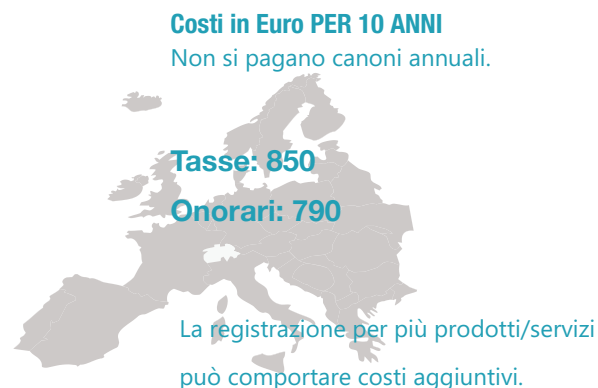 Costi in Euro PER 10 ANNI
Non si pagano canoni annuali.
Tasse: 850
Onorari: 790
La registrazione per più prodotti/servizi
può comportare costi aggiuntivi.